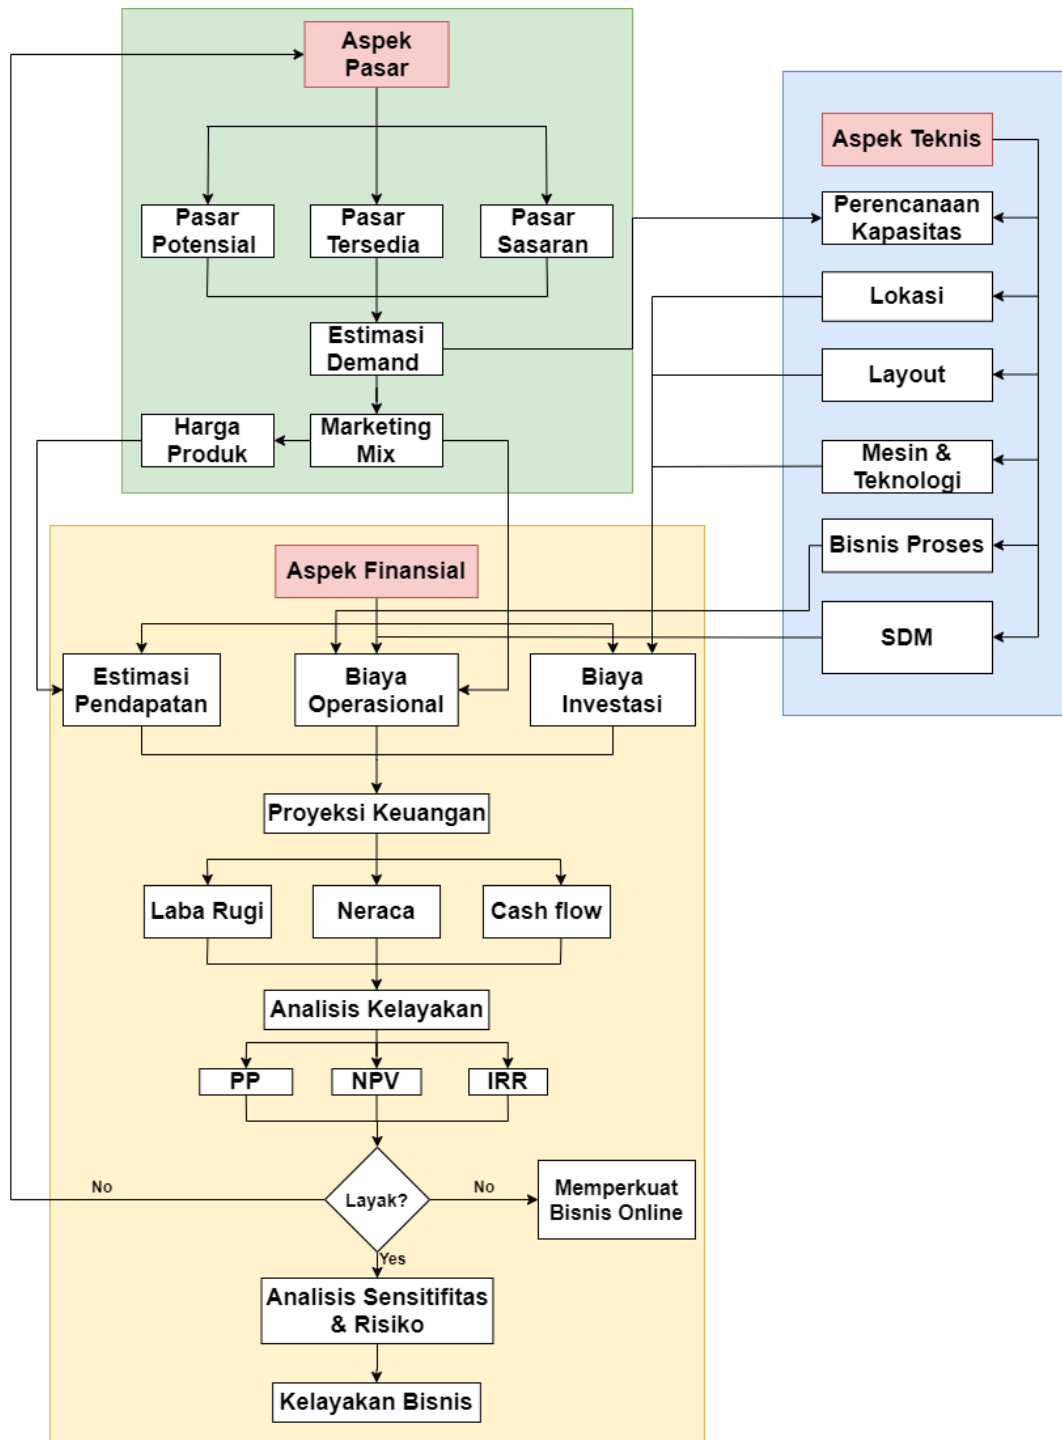 Aspek
Pasar
Pasar
Potensial
Pasar
Tersedia
Pasar
Sasaran
Estimasi
Demand
Harga
Produk
Marketing
Mix
Aspek Teknis
Perencanaan
Kapasitas
Lokasi
Layout
Mesin &
Teknologi
Bisnis Proses
SDM
Aspek Finansial
Estimasi
Pendapatan
Biaya
Operasional
Biaya
Investasi
Proyeksi Keuangan
Laba Rugi
Neraca
Cash flow
Analisis Kelayakan
PP
NPV
IRR
No
Layak?
No
Memperkuat
Bisnis Online
Yes
Analisis Sensitifitas
& Risiko
Kelayakan Bisnis